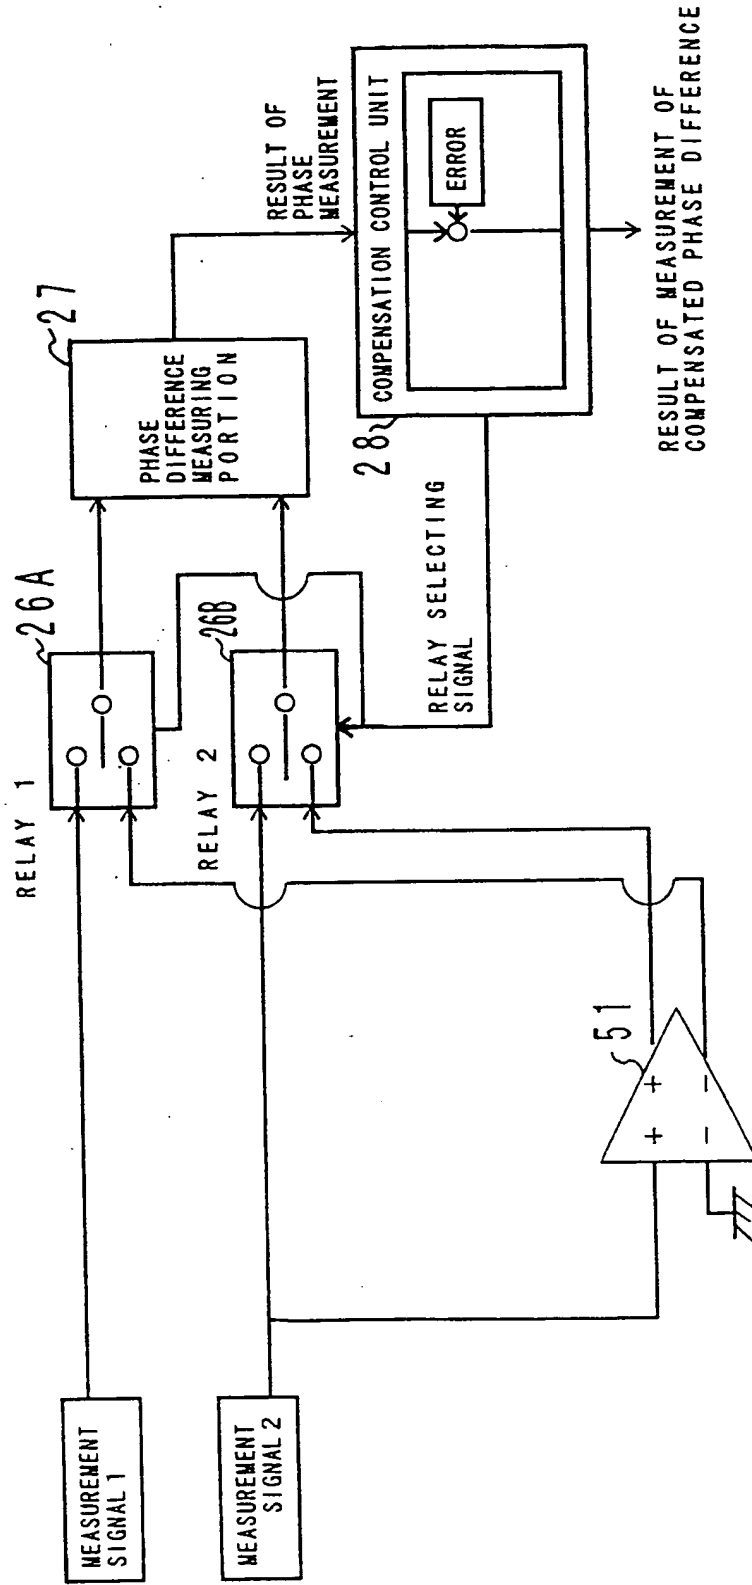 MEASUREMENT
SIGNAL 1
MEASUREMENT
SIGNAL 2
RELAY 1
26A
RELAY 2
26B
27
PHASE
DIFFERENCE
MEASURING
PORTION
RESULT OF
PHASE
MEASUREMENT
28
COMPENSATION CONTROL UNIT
ERROR
RELAY SELECTING
SIGNAL
51
+ +
- -
RESULT OF MEASUREMENT OF
COMPENSATED PHASE DIFFERENCE